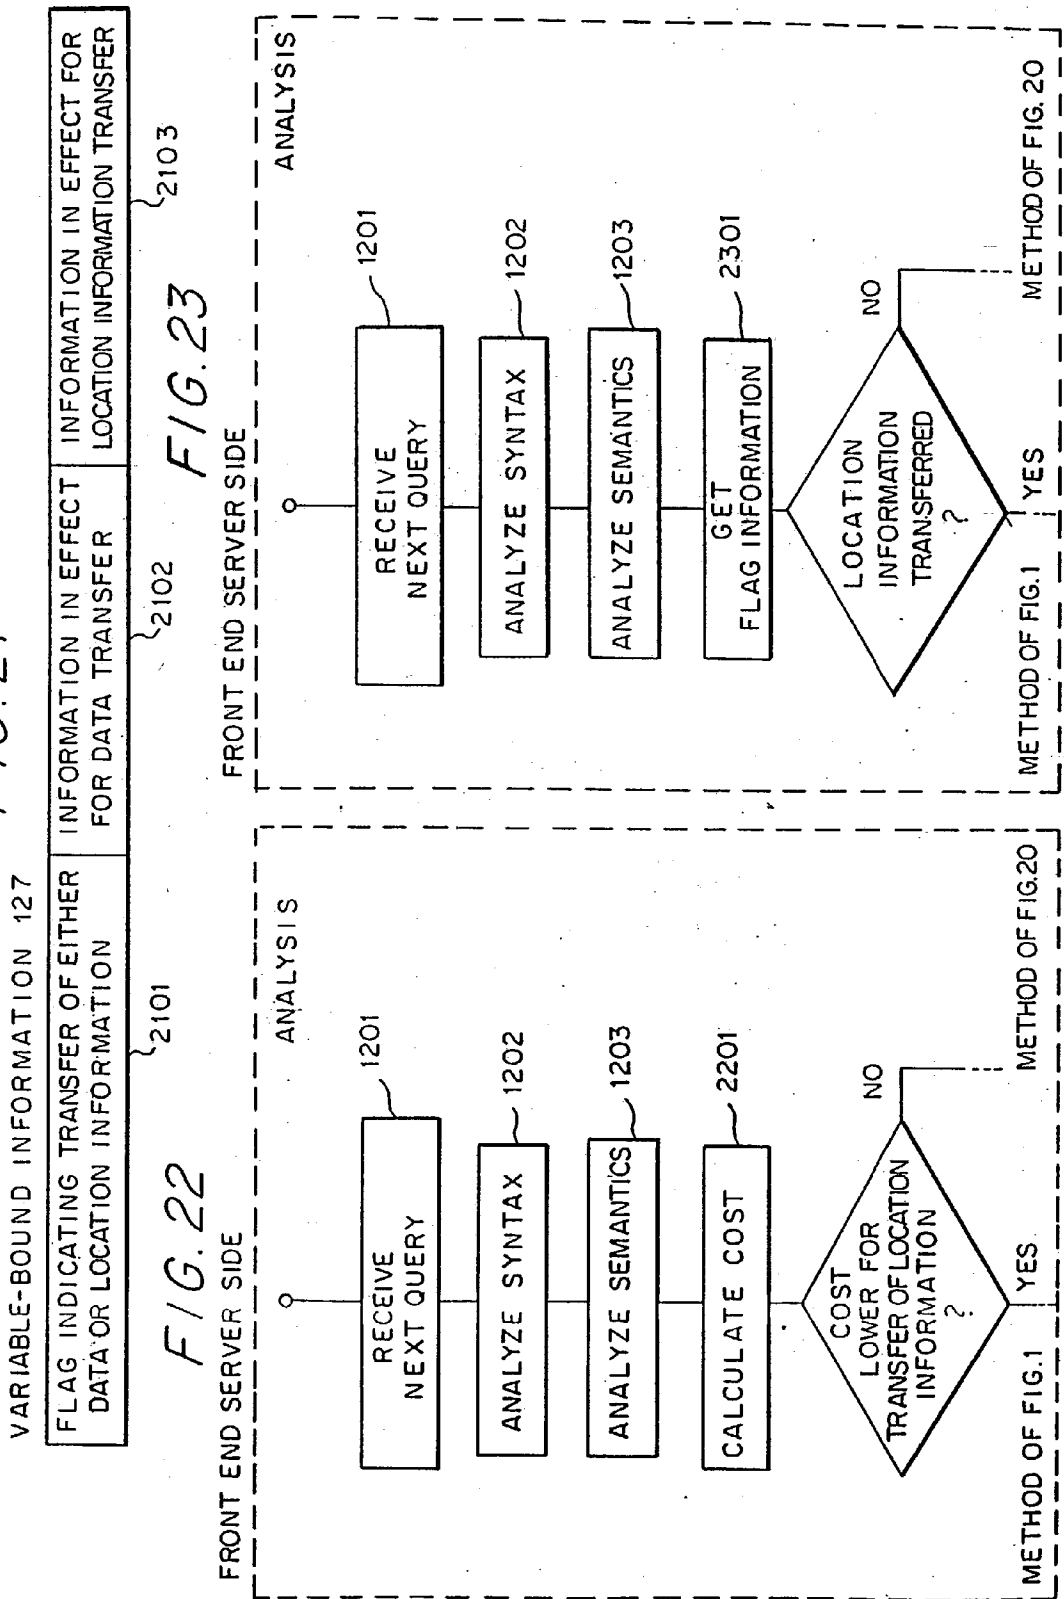 VARIABLE-BOUND INFORMATION 127
FLAG INDICATING TRANSFER OF EITHER
DATA OR LOCATION INFORMATION
INFORMATION IN EFFECT
FOR DATA TRANSFER
INFORMATION IN EFFECT FOR
LOCATION INFORMATION TRANSFER
2101
2102
2103
FIG. 22
FRONT END SERVER SIDE
ANALYSIS
RECEIVE
NEXT QUERY
1201
ANALYZE SYNTAX
1202
ANALYZE SEMANTICS
1203
CALCULATE COST
2201
COST
LOWER FOR
TRANSFER OF LOCATION
INFORMATION
?
NO
YES
METHOD OF FIG.1
METHOD OF FIG.20
FIG. 23
FRONT END SERVER SIDE
ANALYSIS
RECEIVE
NEXT QUERY
1201
ANALYZE SYNTAX
1202
ANALYZE SEMANTICS
1203
GET
FLAG INFORMATION
2301
LOCATION
INFORMATION
TRANSFERRED
?
NO
YES
METHOD OF FIG.1
METHOD OF FIG. 20